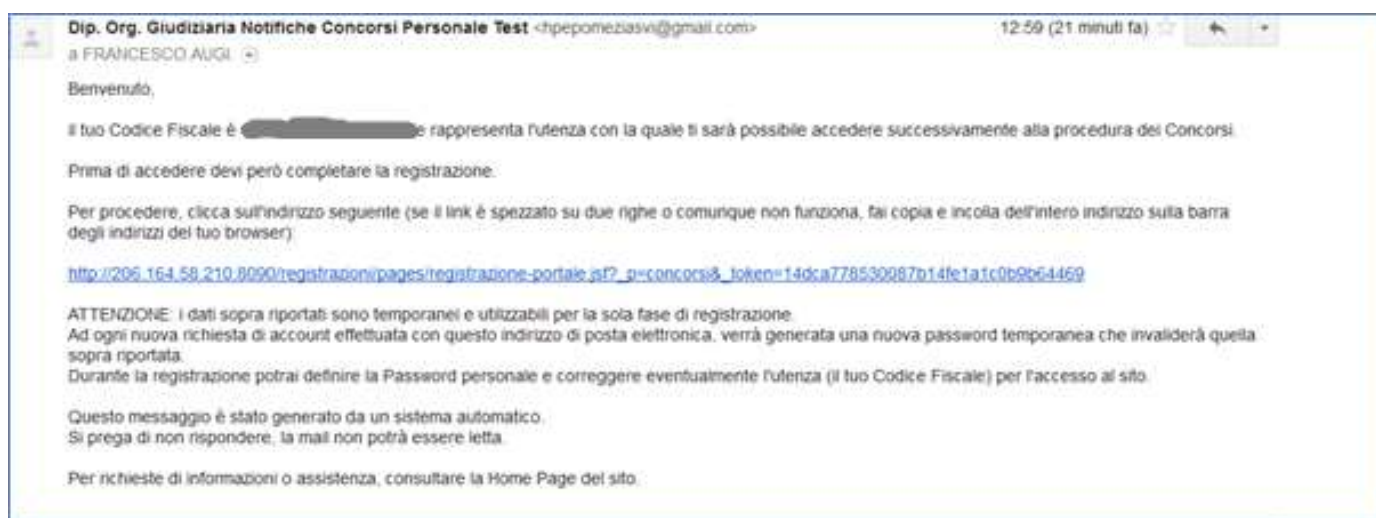 Dip. Org. Giudiziaria Notifiche Concorsi Personale Test <hpepomeziasvi@gmail.com> 12:59 (21 minuti fa)
a FRANCESCO AUGI.
Benvenuto,
il tuo Codice Fiscale è e rappresenta l'utenza con la quale ti sarà possibile accedere successivamente alla procedura dei Concorsi.
Prima di accedere devi però completare la registrazione.
Per procedere, clicca sull'indirizzo seguente (se il link è spezzato su due righe o comunque non funziona, fai copia e incolla dell'intero indirizzo sulla barra
degli indirizzi del tuo browser):
http://206.164.58.210:8090/registrazioni/pages/registrazione-portale.jsf?_p=concorsi&_token=14dca778530087b14fe1a1c0b9b64469
ATTENZIONE: i dati sopra riportati sono temporanei e utilizzabili per la sola fase di registrazione.
Ad ogni nuova richiesta di account effettuata con questo indirizzo di posta elettronica, verrà generata una nuova password temporanea che invaliderà quella
sopra riportata.
Durante la registrazione potrai definire la Password personale e correggere eventualmente l'utenza (il tuo Codice Fiscale) per l'accesso al sito.
Questo messaggio è stato generato da un sistema automatico.
Si prega di non rispondere, la mail non potrà essere letta.
Per richieste di informazioni o assistenza, consultare la Home Page del sito.